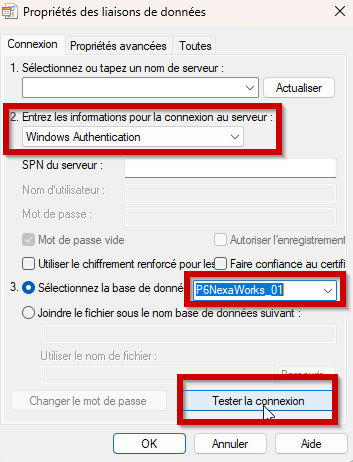 Propriétés des liaisons de données
Connexion Propriétés avancées Toutes
1. Sélectionnez ou tapez un nom de serveur :
Actualiser
2. Entrez les informations pour la connexion au serveur :
Windows Authentication
SPN du serveur :
Nom d'utilisateur :
Mot de passe :
Mot de passe vide Autoriser l'enregistrement
Utiliser le chiffrement renforcé pour les Faire confiance au certifi
3. Sélectionnez la base de donné P6NexaWorks_01
Joindre le fichier sous le nom base de données suivant :
Utiliser le nom de fichier :
Changer le mot de passe Tester la connexion
OK Annuler Aide